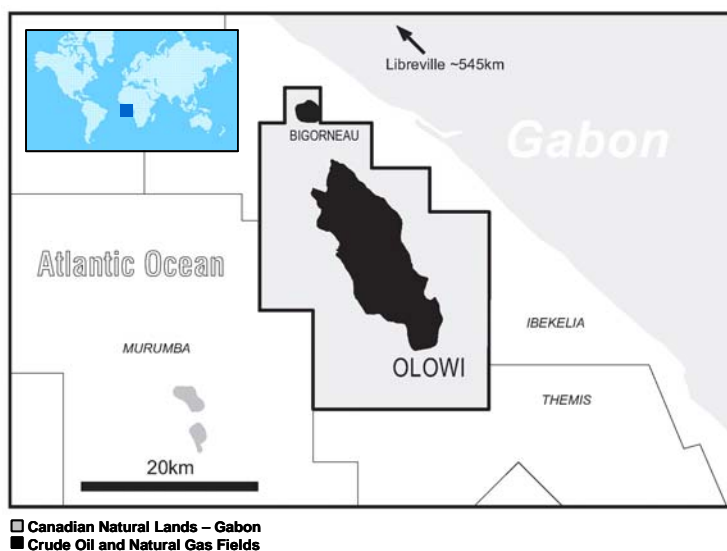 Libreville ~545km
BIGORNEAU
Gabon
Atlantic Ocean
IBEKELIA
MURUMBA
OLOWI
THEMIS
20km
Canadian Natural Lands – Gabon
Crude Oil and Natural Gas Fields